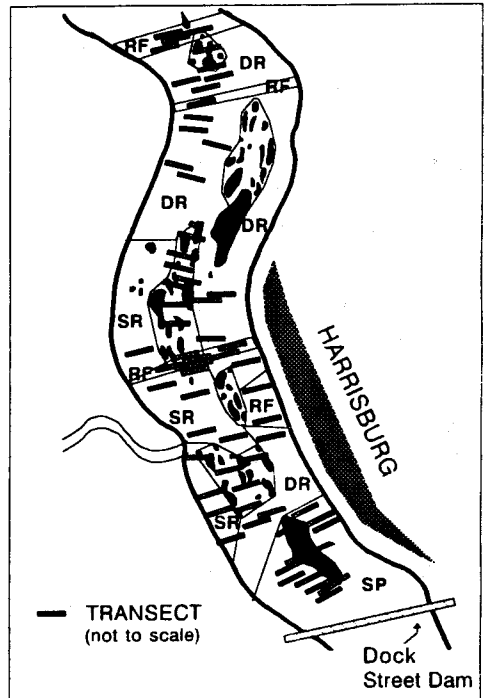 RF
DR
RF
DR
DR
SR
HARRISBURG
RF
SR
RF
DR
SR
SP
TRANSECT
(not to scale)
Dock
Street Dam